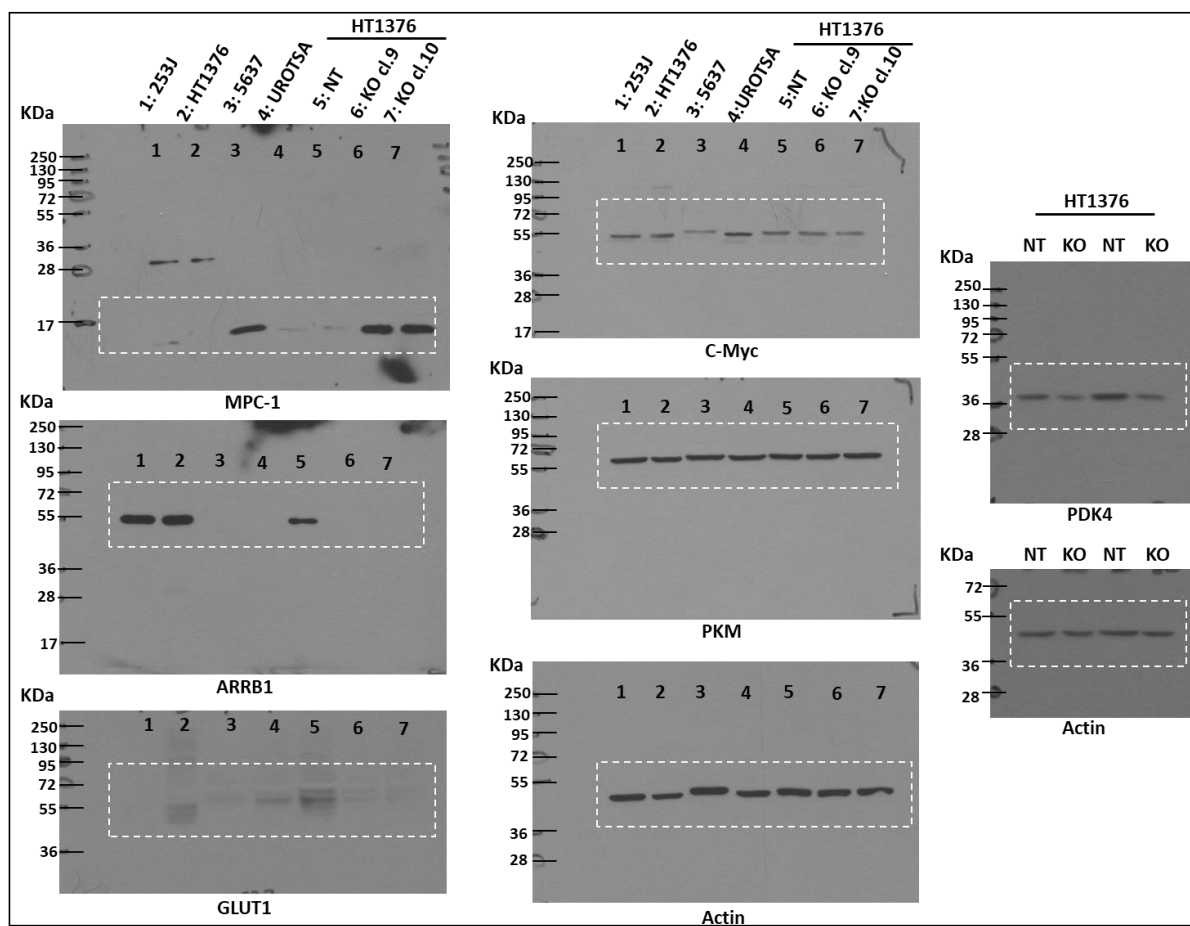 HT1376
1: 253J
2: HT1376
3: 5637
4: UROTSA
5: NT
6: KO cl.9
7: KO cl.10
KDa
1 2 3 4 5 6 7
250
130
95
72
55
36
28
17
MPC-1
KDa
1 2 3 4 5 6 7
250
130
95
72
55
36
28
17
ARRB1
KDa
1 2 3 4 5 6 7
250
130
95
72
55
36
GLUT1
HT1376
1: 253J
2: HT1376
3: 5637
4:UROTSA
5:NT
6: KO cl.9
7:KO cl.10
KDa
1 2 3 4 5 6 7
250
130
95
72
55
36
28
17
C-Myc
KDa
1 2 3 4 5 6 7
250
130
95
72
55
36
28
PKM
KDa
1 2 3 4 5 6 7
250
130
95
72
55
36
28
Actin
HT1376
KDa
NT KO NT KO
250
130
95
72
55
36
28
PDK4
KDa
NT KO NT KO
72
55
36
28
Actin